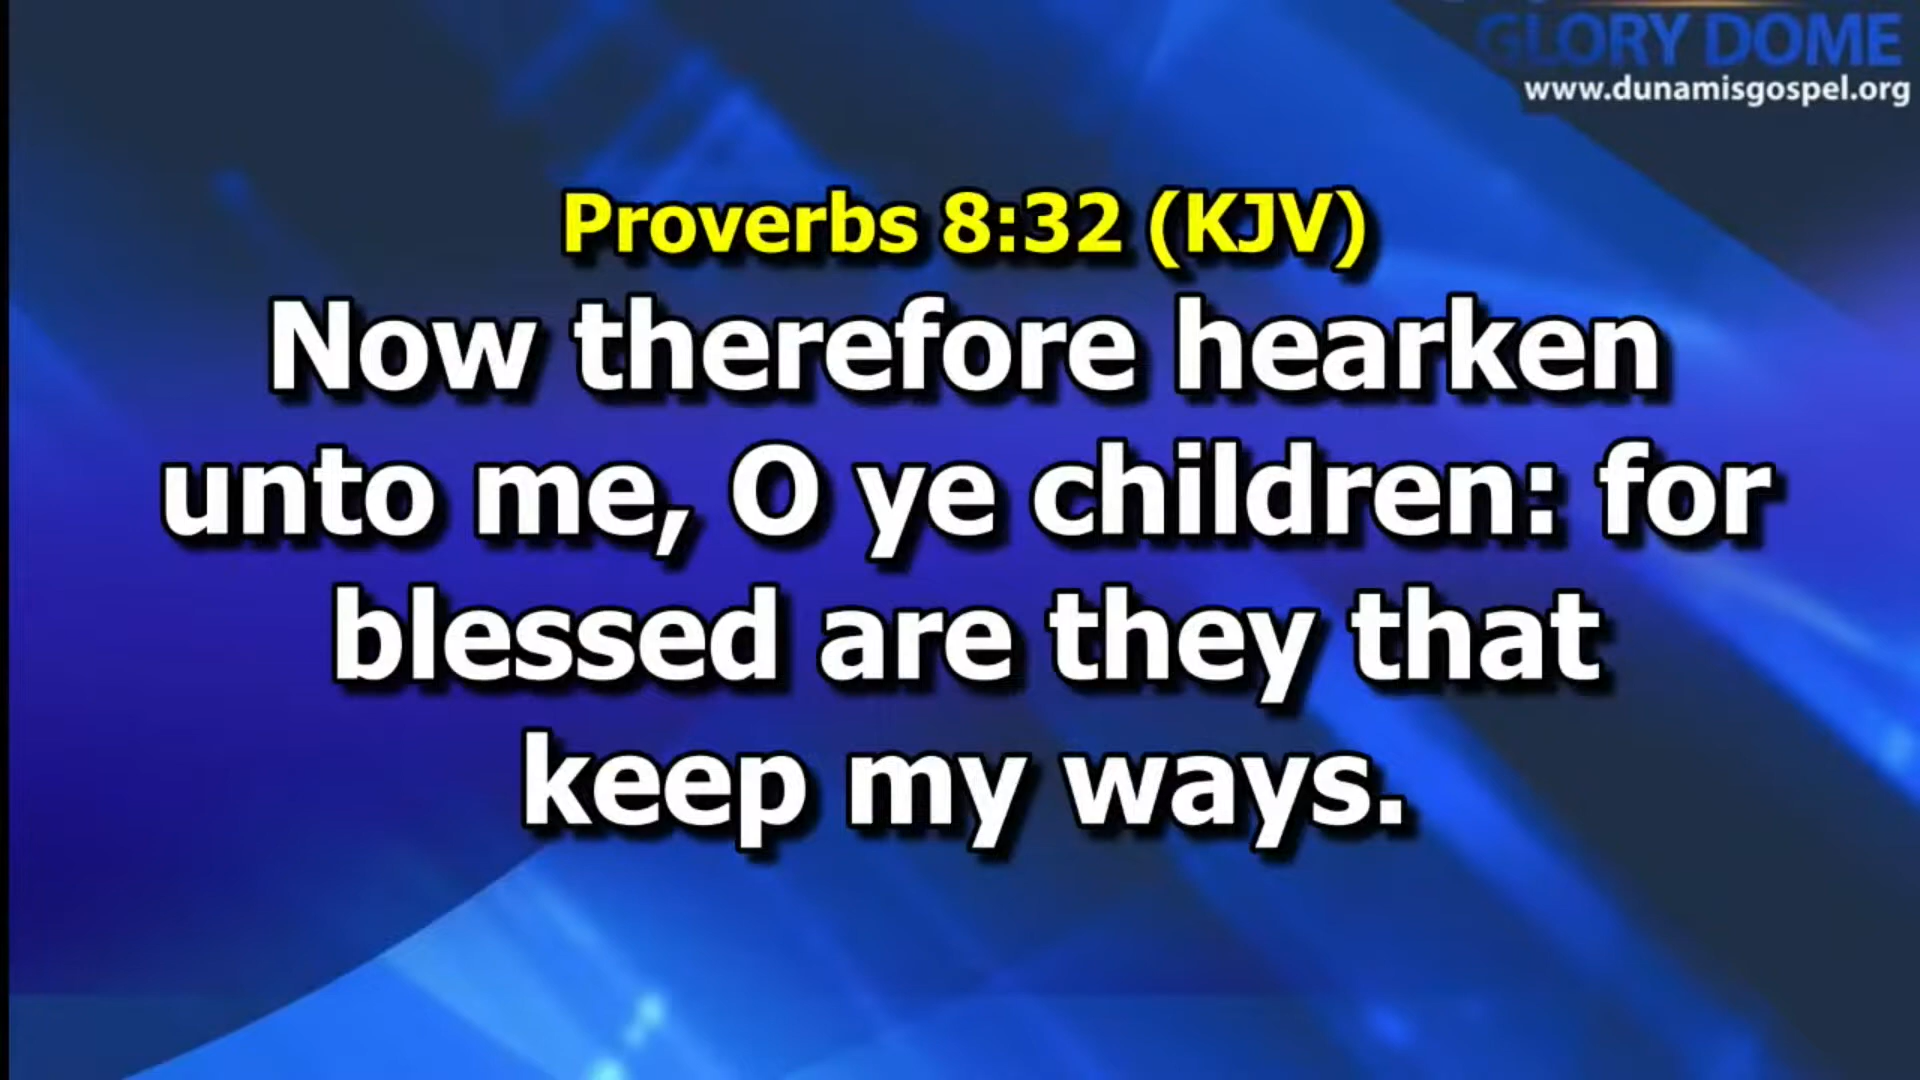 GLORY DOME
www.dunamisgospel.org
Proverbs 8:32 (KJV)
Now therefore hearken
unto me, O ye children: for
blessed are they that
keep my ways.